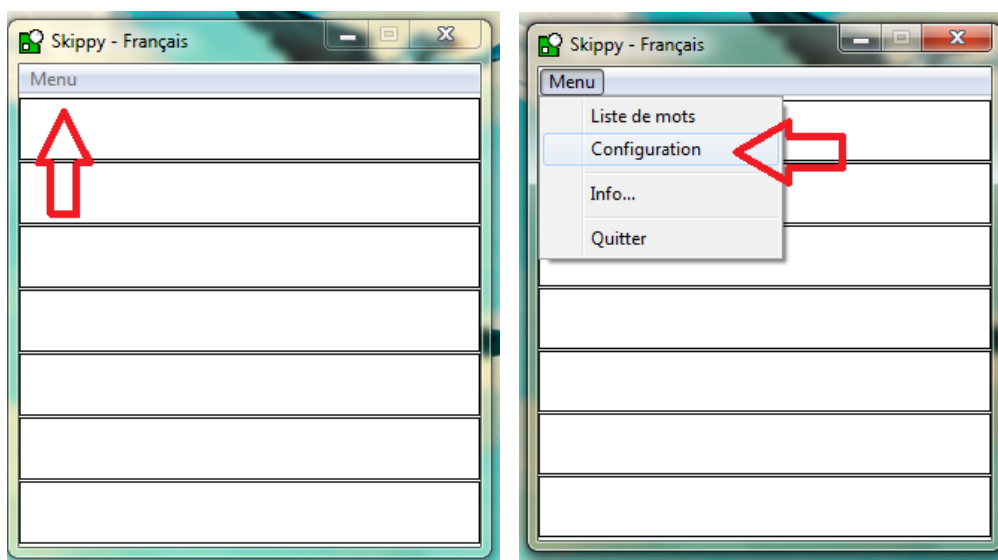 Skippy - Français
Menu
Skippy - Français
Menu
Liste de mots
Configuration
Info...
Quitter